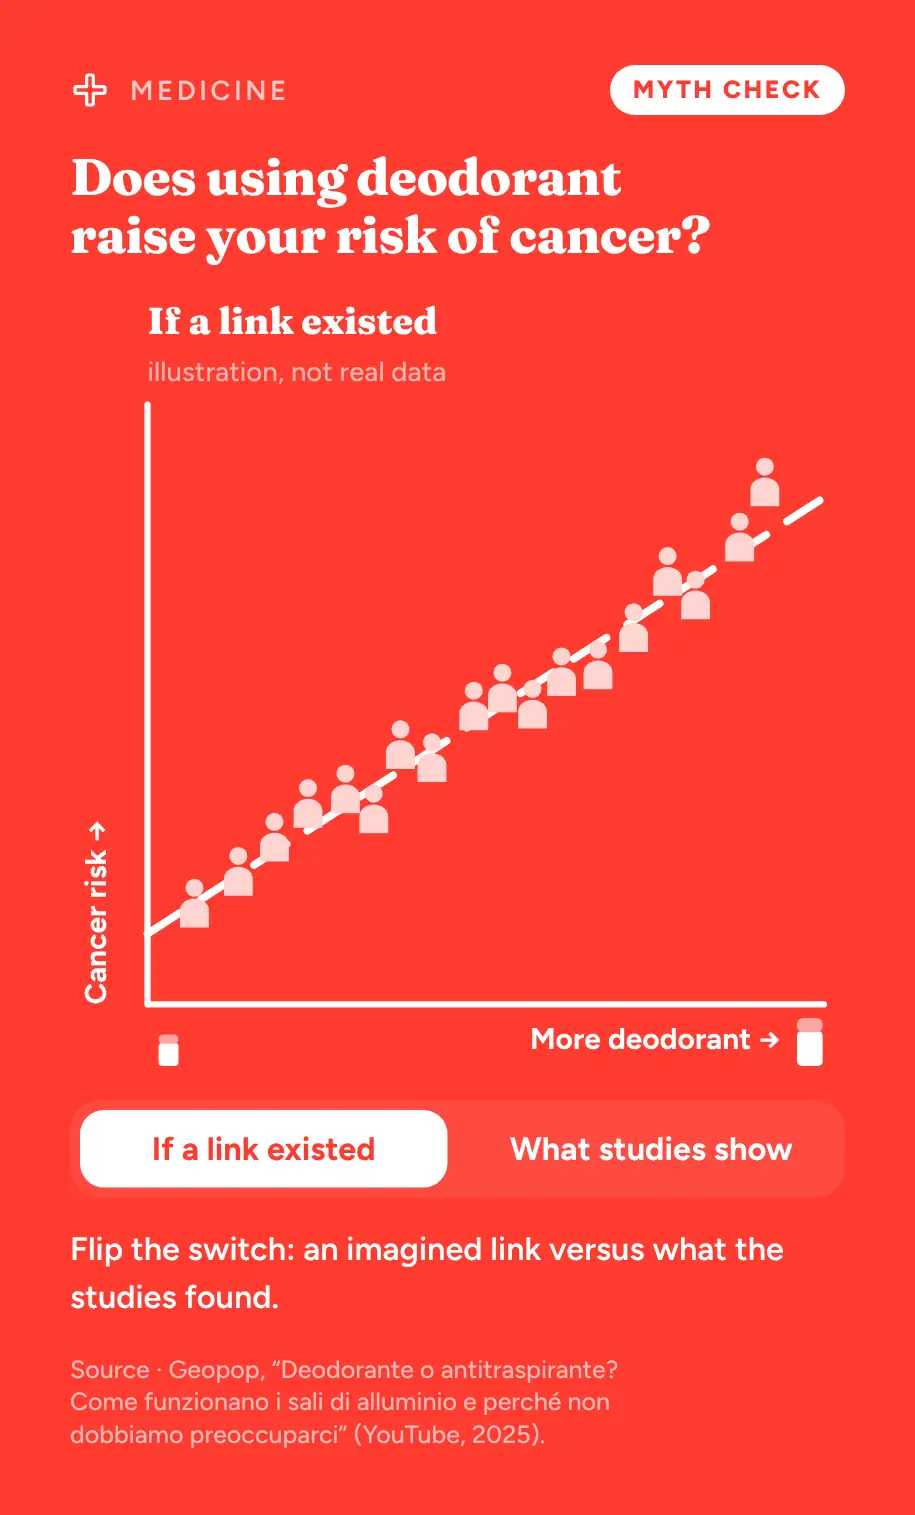 MEDICINE
MYTH CHECK
Does using deodorant
raise your risk of cancer?
If a link existed
illustration, not real data
Cancer risk →
More deodorant →
If a link existed
What studies show
Flip the switch: an imagined link versus what the
studies found.
Source · Geopop, “Deodorante o antitraspirante?
Come funzionano i sali di alluminio e perché non
dobbiamo preoccuparci” (YouTube, 2025).